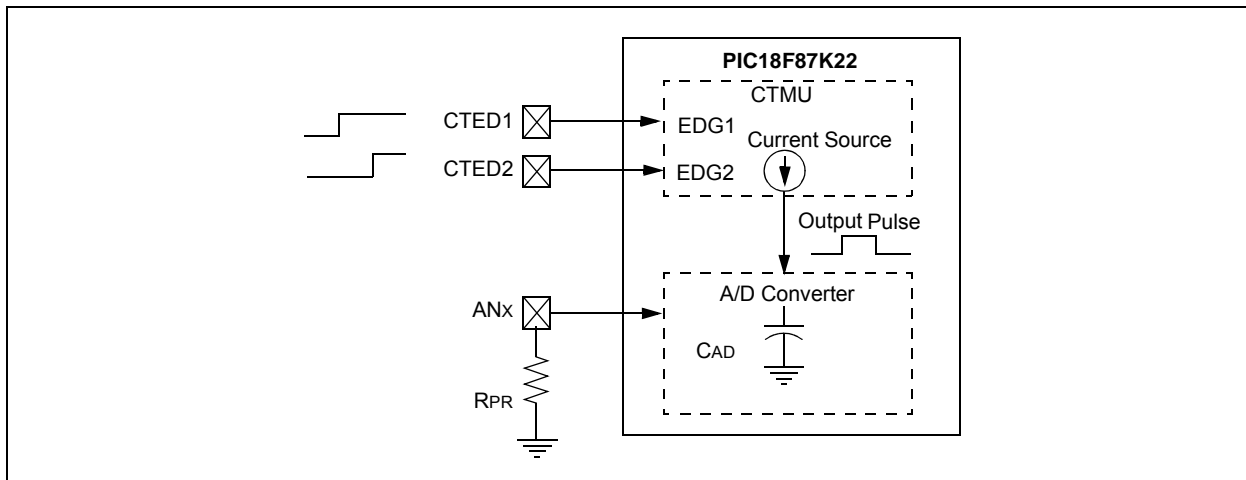 PIC18F87K22
CTMU
CTED1
EDG1
Current Source
CTED2
EDG2
Output Pulse
A/D Converter
ANX
CAD
RPR